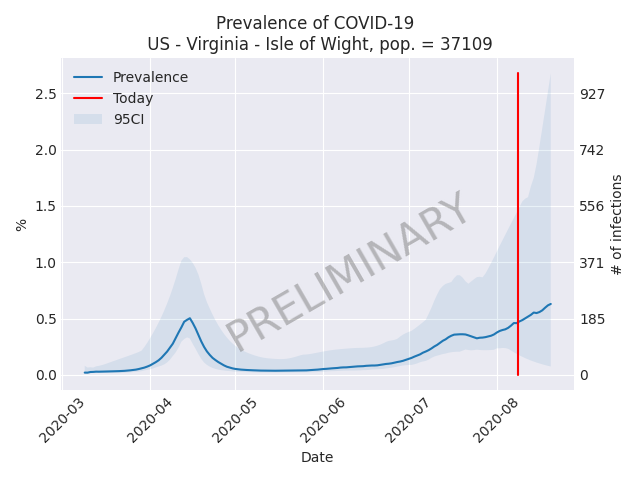 Prevalence of COVID-19
US - Virginia - Isle of Wight, pop. = 37109
Prevalence
Today
95CI
2.5
2.0
1.5
1.0
0.5
0.0
%
927
742
556
371
185
0
# of infections
PRELIMINARY
2020-03
2020-04
2020-05
2020-06
2020-07
2020-08
Date